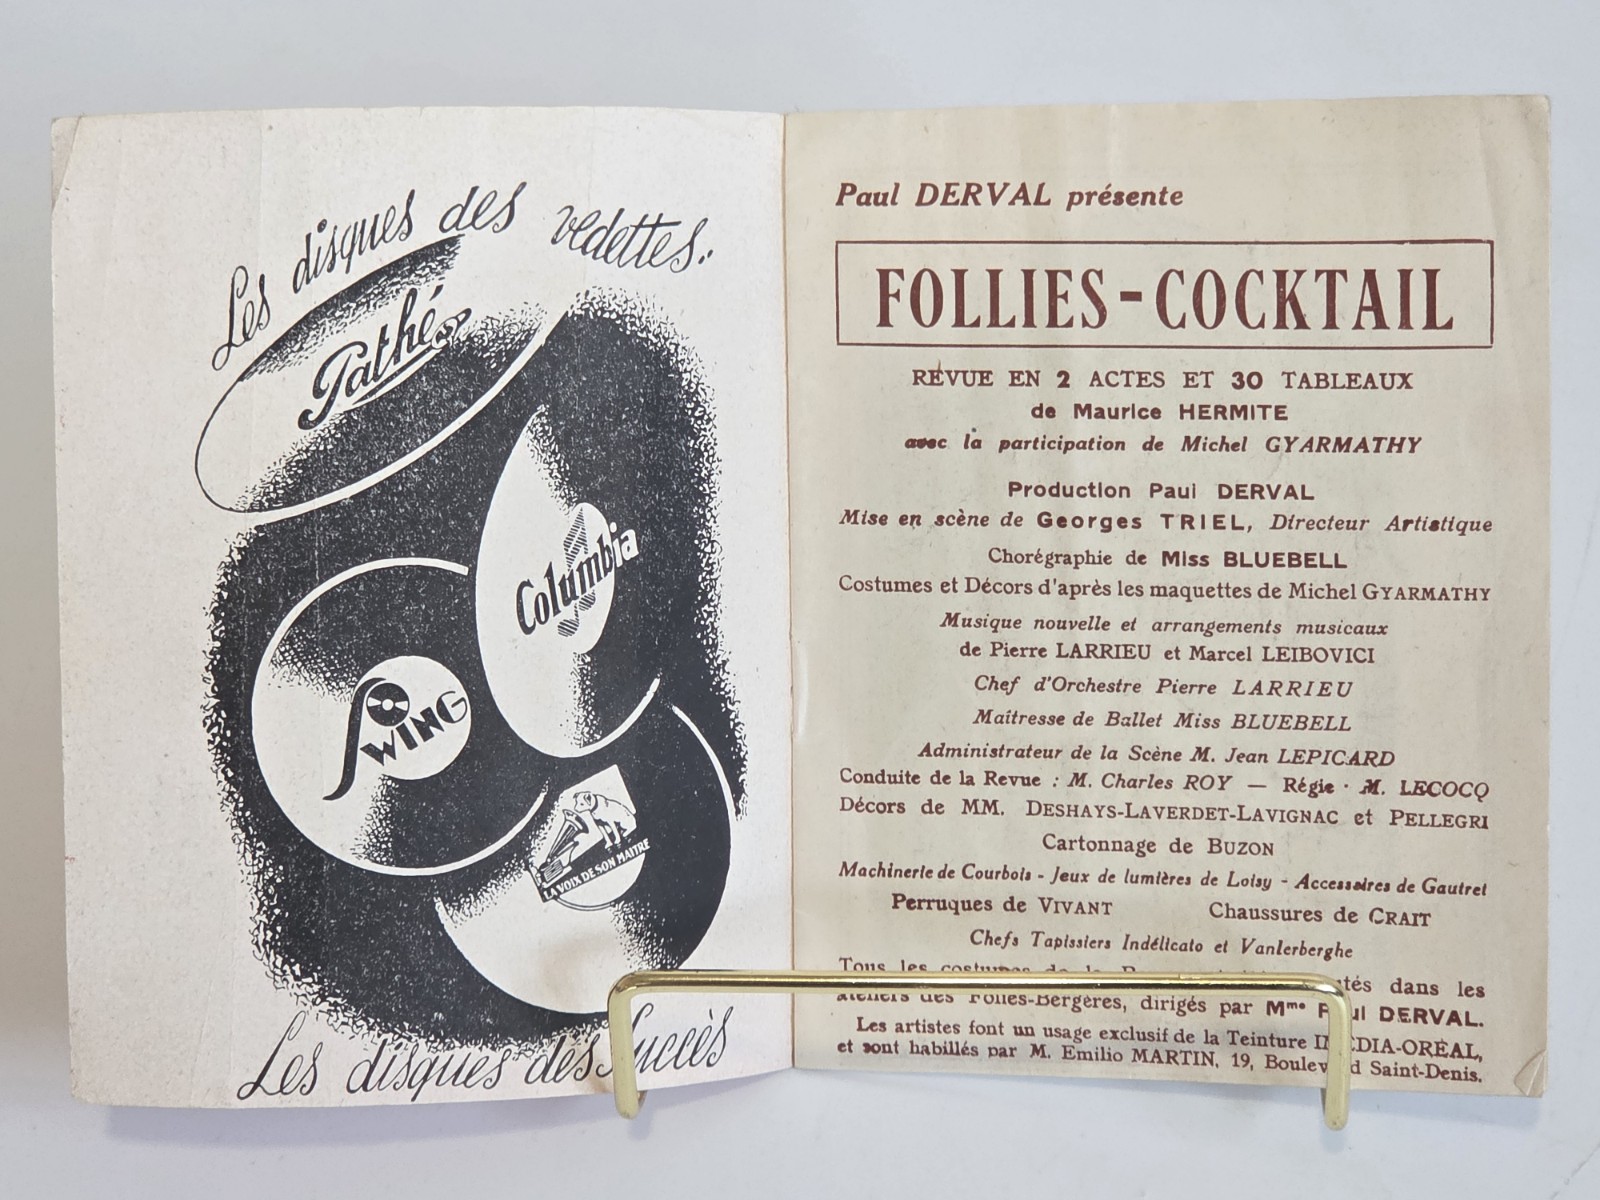 Les disques des vedettes..
Pathé
Columbia
SWING
LA VOIX DE SON MAITRE
Les disques des Succès
Paul DERVAL présente
FOLLIES-COCKTAIL
REVUE EN 2 ACTES ET 30 TABLEAUX
de Maurice HERMITE
avec la participation de Michel GYARMATHY
Production Paul DERVAL
Mise en scène de Georges TRIEL, Directeur Artistique
Chorégraphie de Miss BLUEBELL
Costumes et Décors d'après les maquettes de Michel GYARMATHY
Musique nouvelle et arrangements musicaux
de Pierre LARRIEU et Marcel LEIBOVICI
Chef d'Orchestre Pierre LARRIEU
Maîtresse de Ballet Miss BLUEBELL
Administrateur de la Scène M. Jean LEPICARD
Conduite de la Revue : M. Charles ROY — Régie · M. LECOCQ
Décors de MM. DESHAYS-LAVERDET-LAVIGNAC et PELLEGRI
Cartonnage de BUZON
Machinerie de Courbois - Jeux de lumières de Loisy - Accessoires de Gautret
Perruques de VIVANT Chaussures de CRAIT
Chefs Tapissiers Indélicato et Vanlerberghe
Tous les costumes de la dans les
ateliers des Folies-Bergères, dirigés par Mme Paul DERVAL.
Les artistes font un usage exclusif de la Teinture IMÉDIA-ORÉAL,
et sont habillés par M. Emilio MARTIN, 19, Boulevard Saint-Denis.